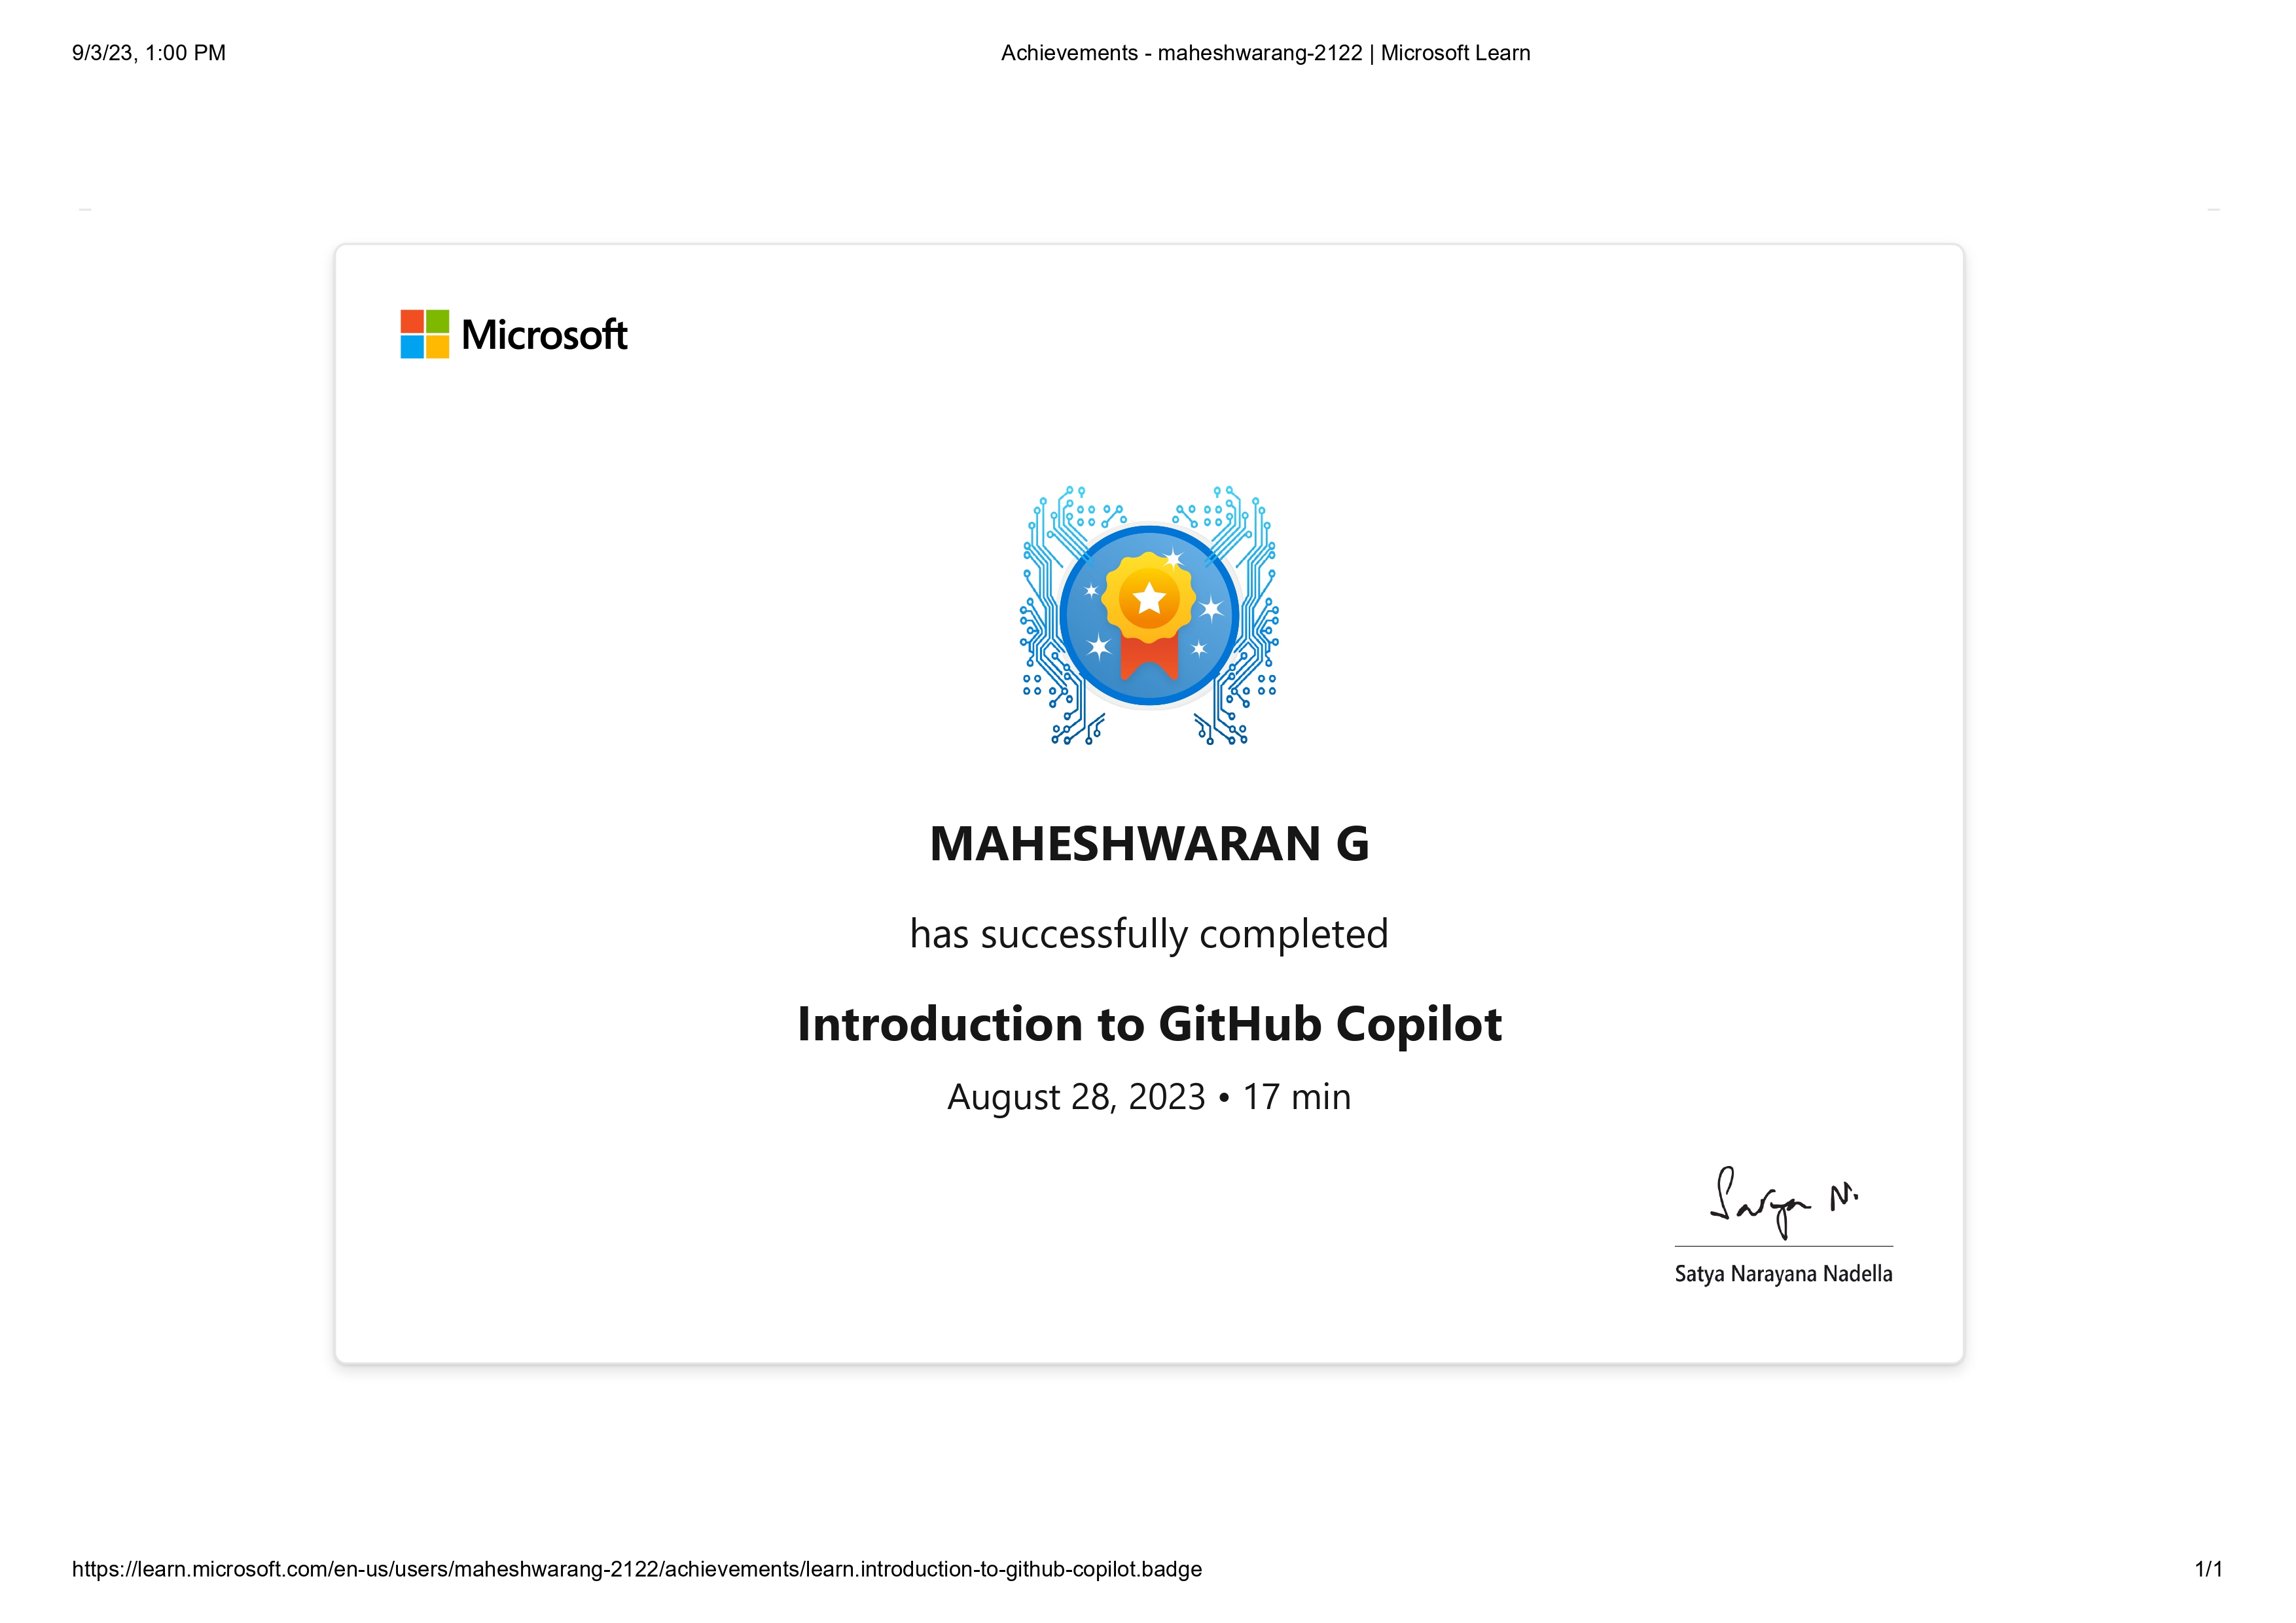 9/3/23, 1:00 PM
Achievements - maheshwarang-2122 | Microsoft Learn
Microsoft
MAHESHWARAN G
has successfully completed
Introduction to GitHub Copilot
August 28, 2023 • 17 min
Satya N.
Satya Narayana Nadella
https://learn.microsoft.com/en-us/users/maheshwarang-2122/achievements/learn.introduction-to-github-copilot.badge
1/1